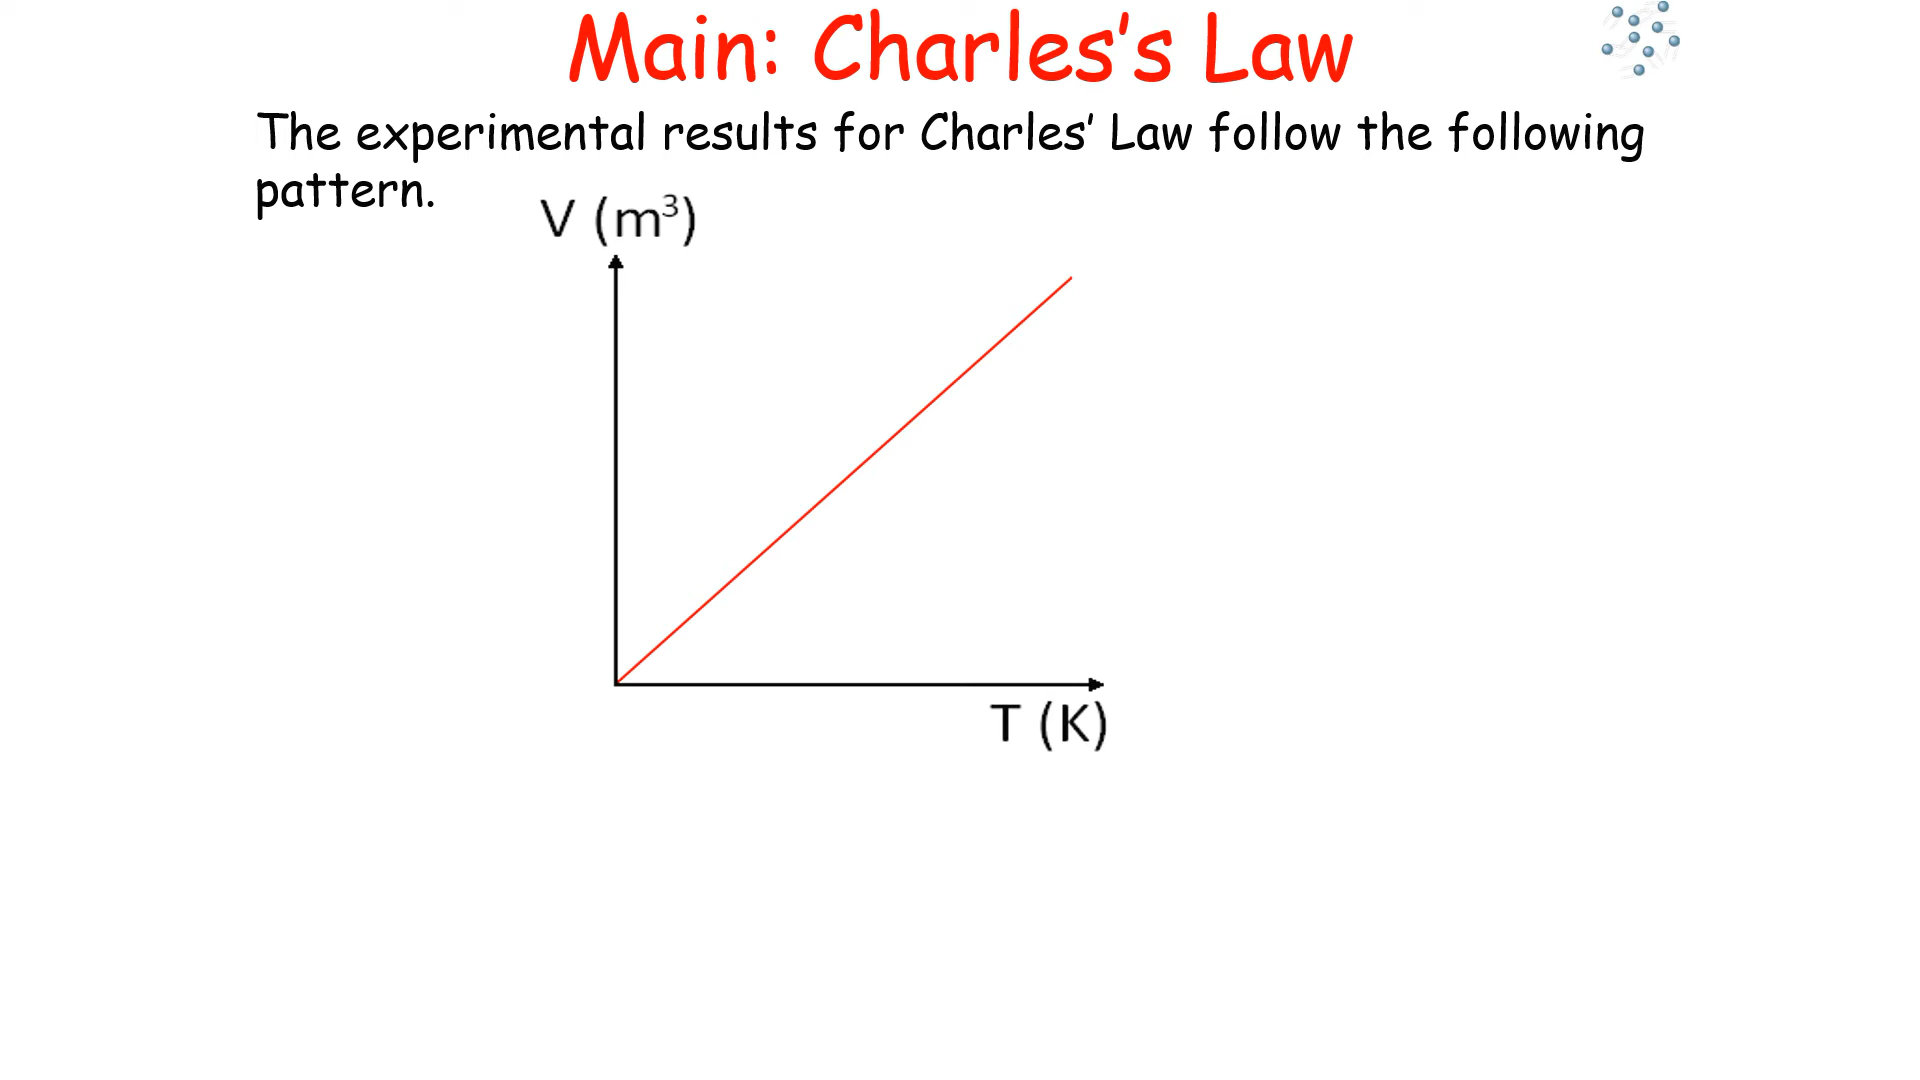 Main: Charles’s Law
The experimental results for Charles’ Law follow the following
pattern.
V (m³)
T (K)